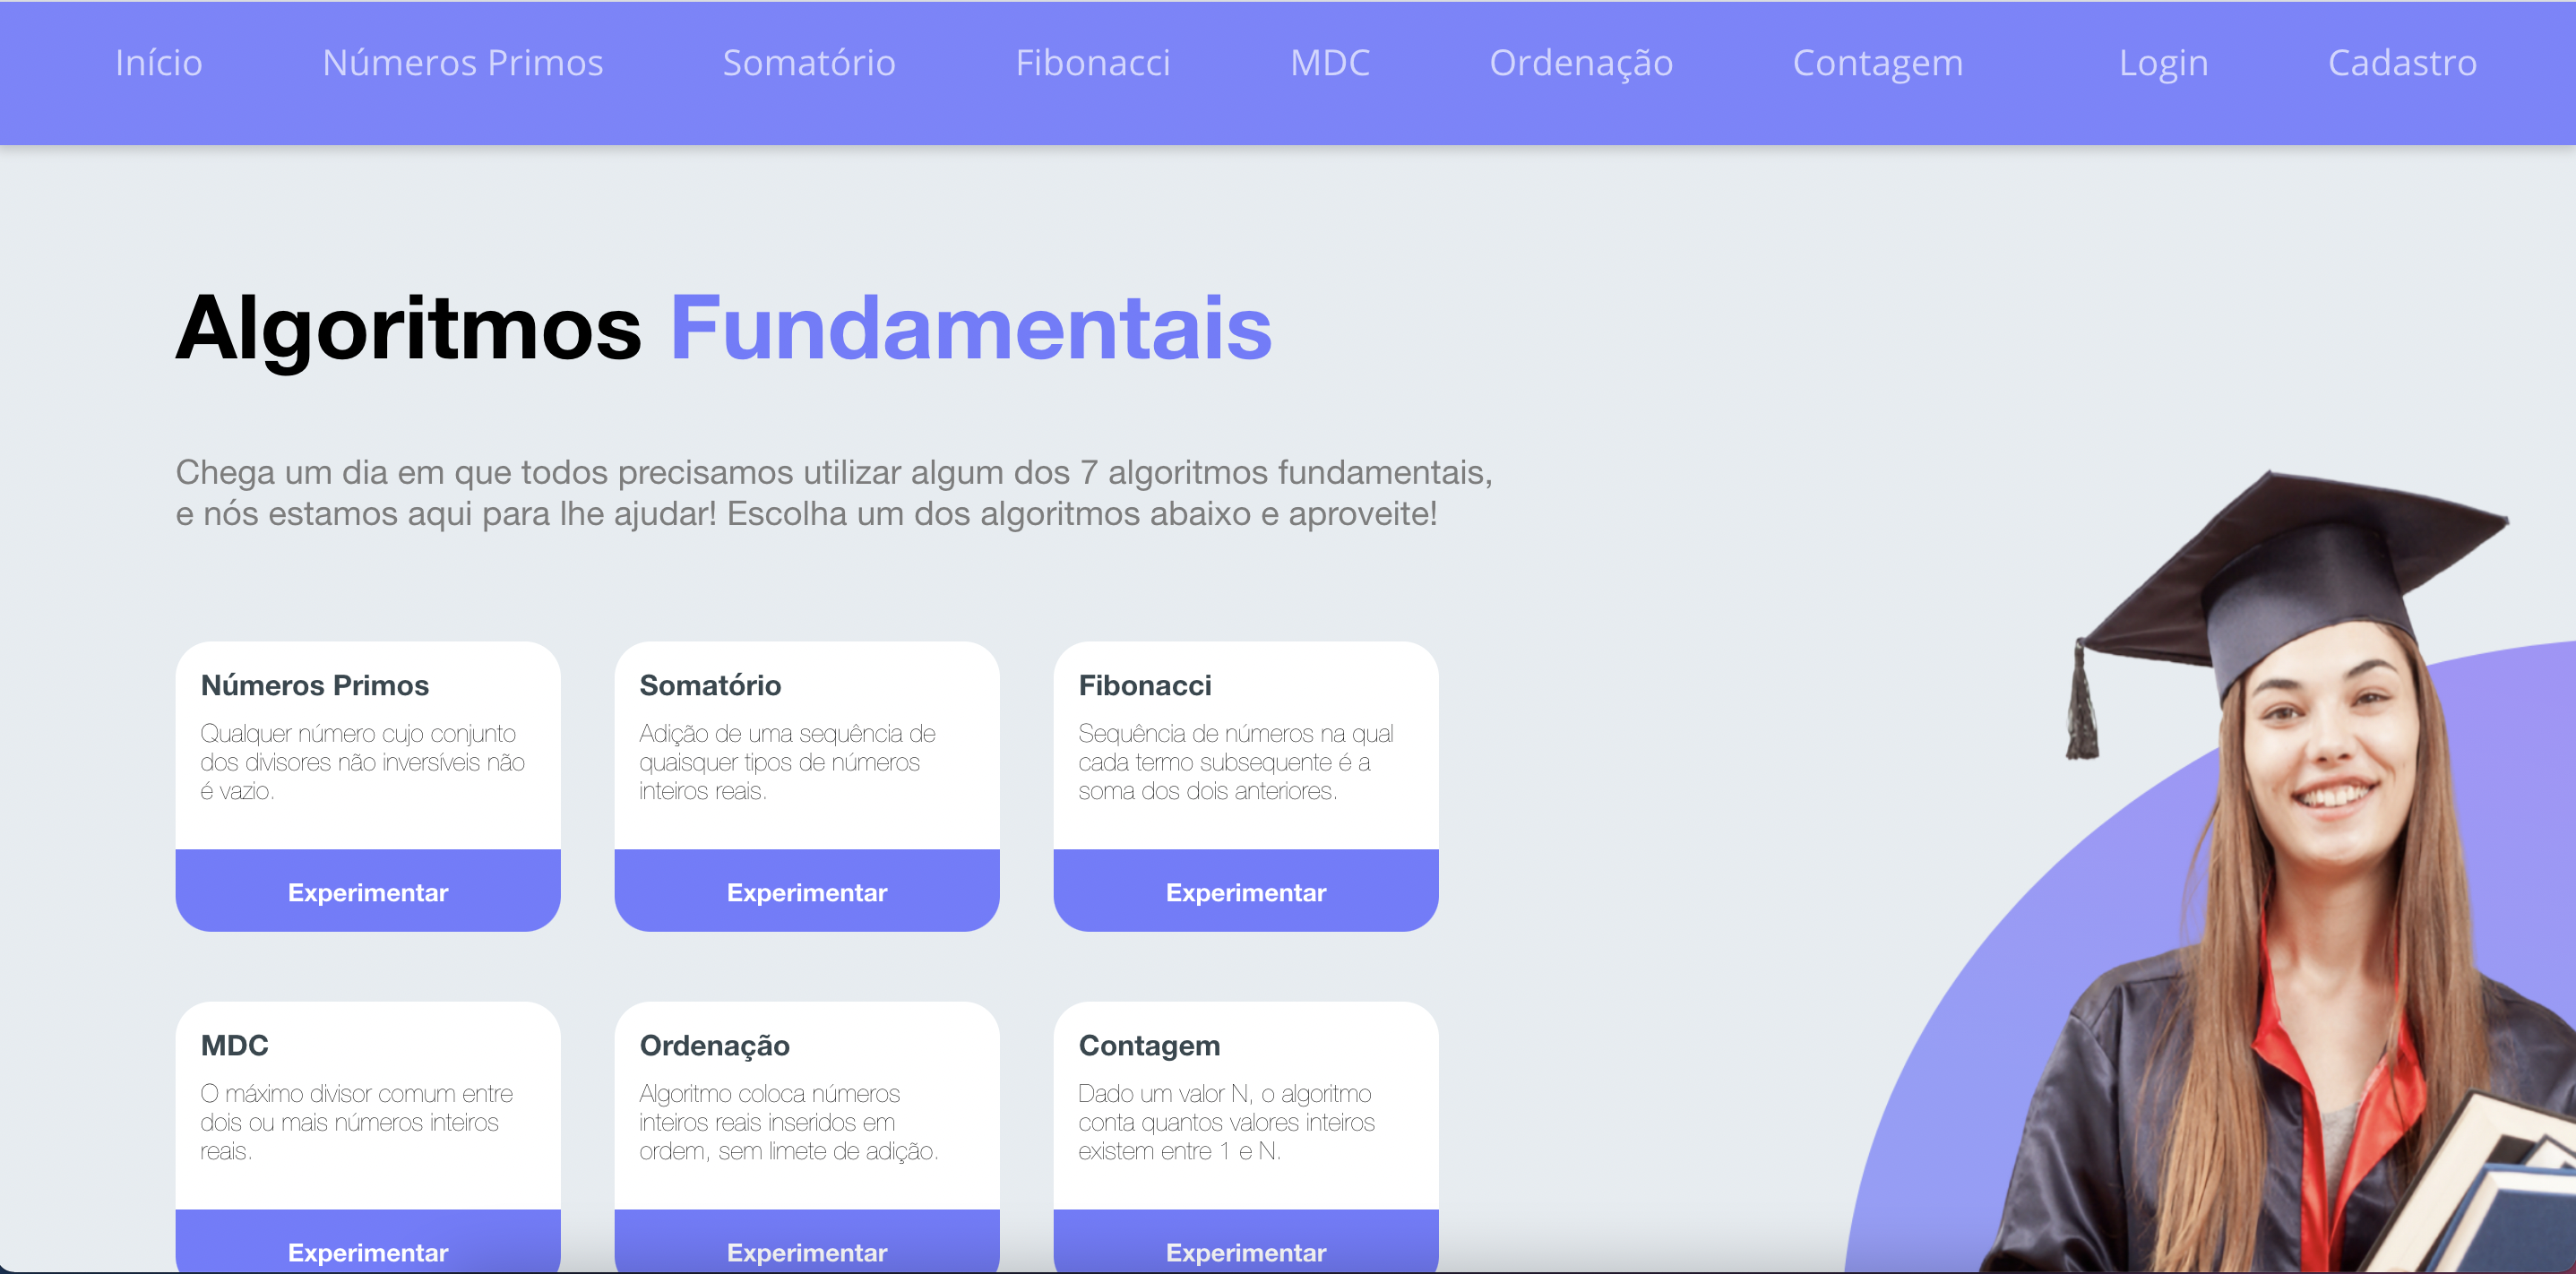 Início Números Primos Somatório Fibonacci MDC Ordenação Contagem Login Cadastro
Algoritmos Fundamentais
Chega um dia em que todos precisamos utilizar algum dos 7 algoritmos fundamentais,
e nós estamos aqui para lhe ajudar! Escolha um dos algoritmos abaixo e aproveite!
Números Primos
Qualquer número cujo conjunto
dos divisores não inversíveis não
é vazio.
Experimentar
Somatório
Adição de uma sequência de
quaisquer tipos de números
inteiros reais.
Experimentar
Fibonacci
Sequência de números na qual
cada termo subsequente é a
soma dos dois anteriores.
Experimentar
MDC
O máximo divisor comum entre
dois ou mais números inteiros
reais.
Experimentar
Ordenação
Algoritmo coloca números
inteiros reais inseridos em
ordem, sem limete de adição.
Experimentar
Contagem
Dado um valor N, o algoritmo
conta quantos valores inteiros
existem entre 1 e N.
Experimentar